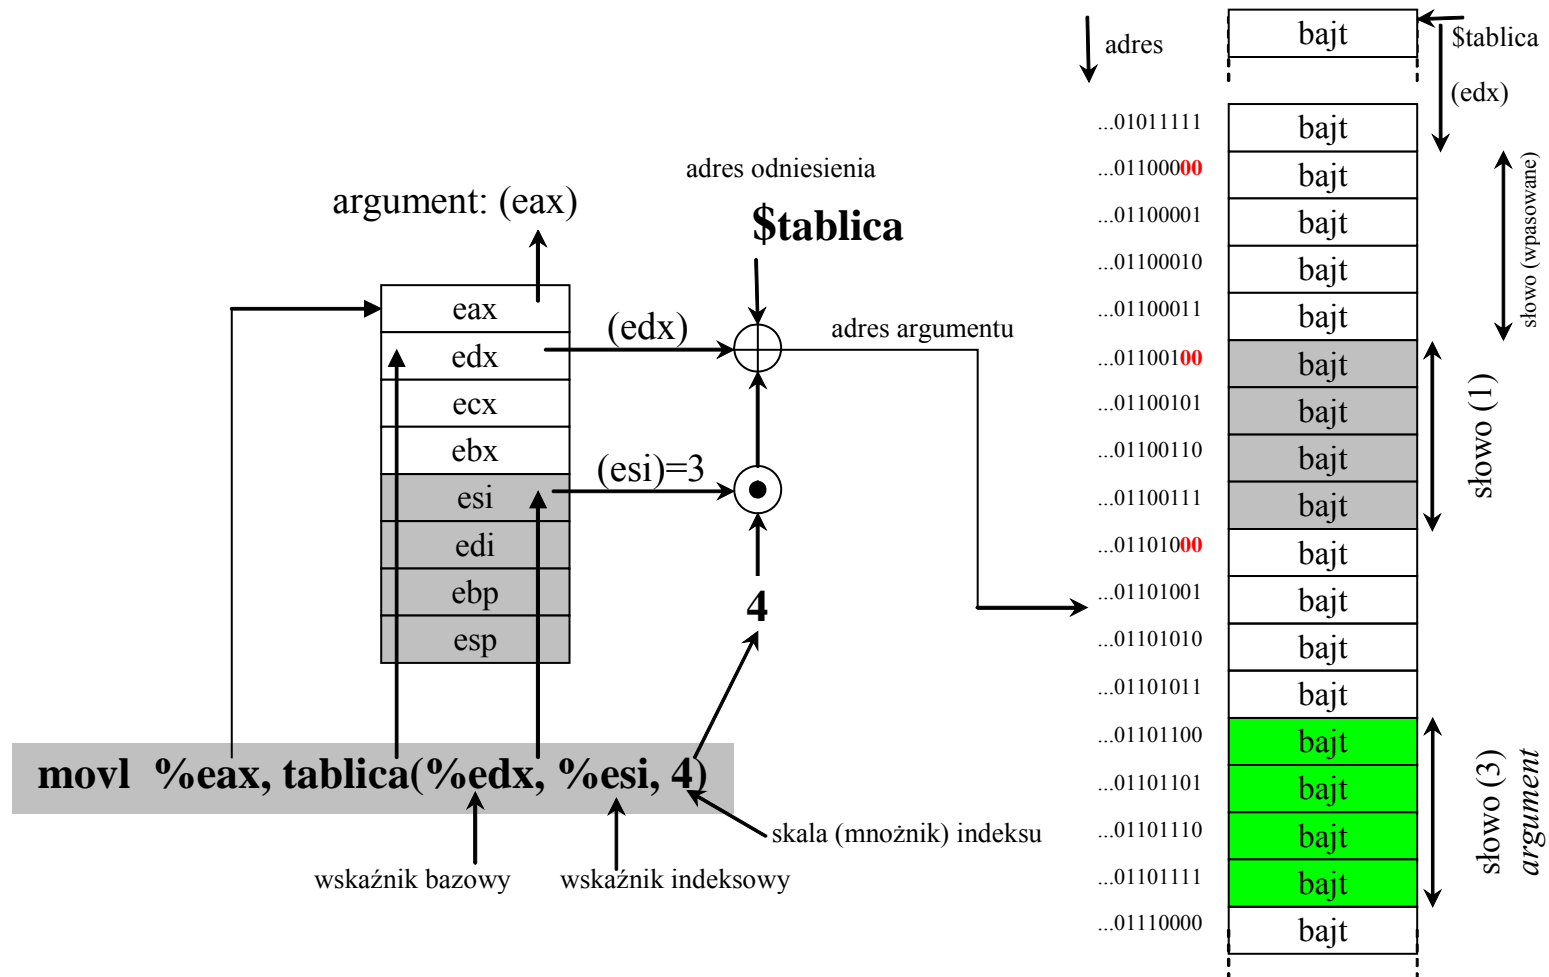 argument: (eax)
eax
edx
ecx
ebx
esi
edi
ebp
esp
adres odniesienia
$tablica
(edx)
adres argumentu
(esi)=3
4
movl %eax, tablica(%edx, %esi, 4)
wskaźnik bazowy
wskaźnik indeksowy
skala (mnożnik) indeksu
adres
bajt
$tablica
(edx)
...01011111 bajt
...01100000 bajt
...01100001 bajt
...01100010 bajt
...01100011 bajt
słowo (wpasowane)
...01100100 bajt
...01100101 bajt
...01100110 bajt
...01100111 bajt
słowo (1)
...01101000 bajt
...01101001 bajt
...01101010 bajt
...01101011 bajt
...01101100 bajt
...01101101 bajt
...01101110 bajt
...01101111 bajt
słowo (3)
argument
...01110000 bajt